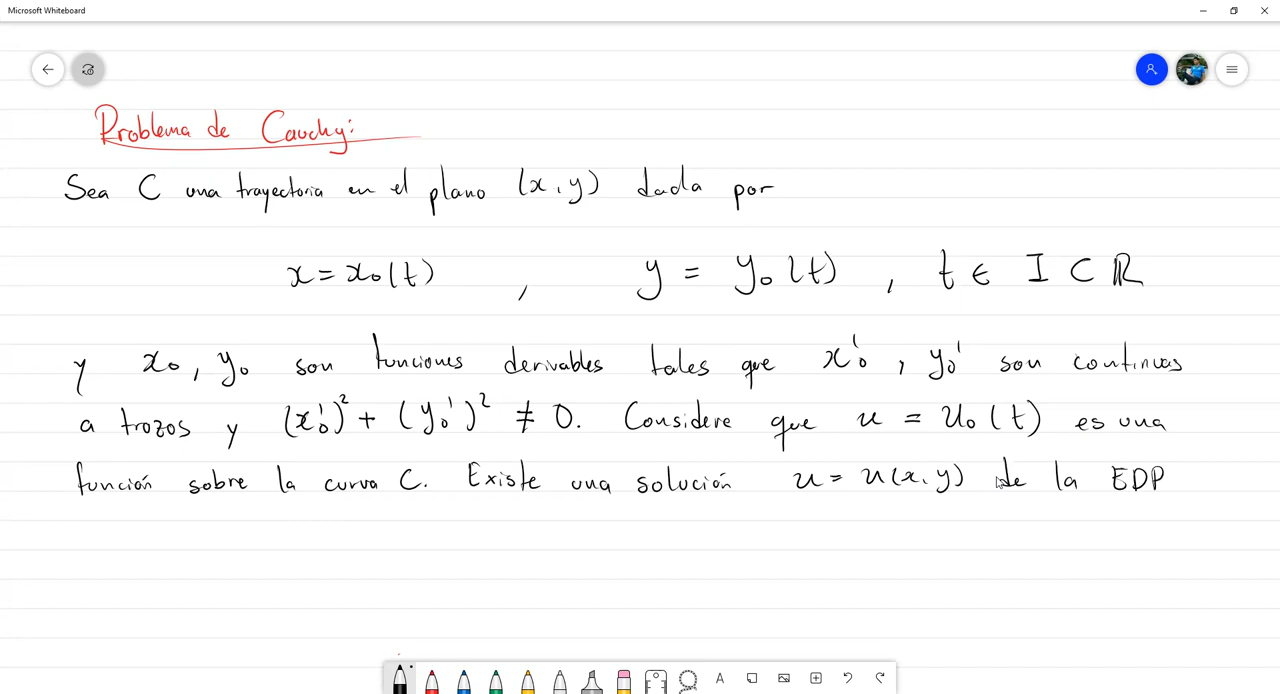 Microsoft Whiteboard
Problema de Cauchy:
Sea C una trayectoria en el plano (x,y) dada por
x = x₀(t) , y = y₀(t) , t ∈ I ⊂ ℝ
y x₀, y₀ son funciones derivables tales que x₀', y₀' son continuas
a trozos y (x₀')² + (y₀')² ≠ 0. Considere que u = u₀(t) es una
función sobre la curva C. Existe una solución u = u(x,y) de la EDP
A